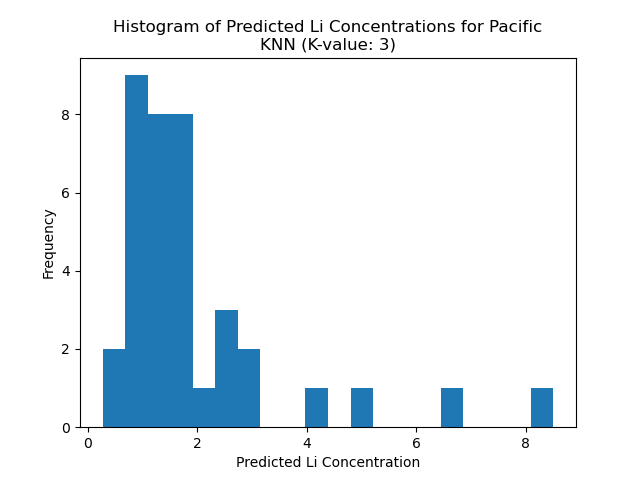 Histogram of Predicted Li Concentrations for Pacific
KNN (K-value: 3)
Frequency
8
6
4
2
0
0 2 4 6 8
Predicted Li Concentration